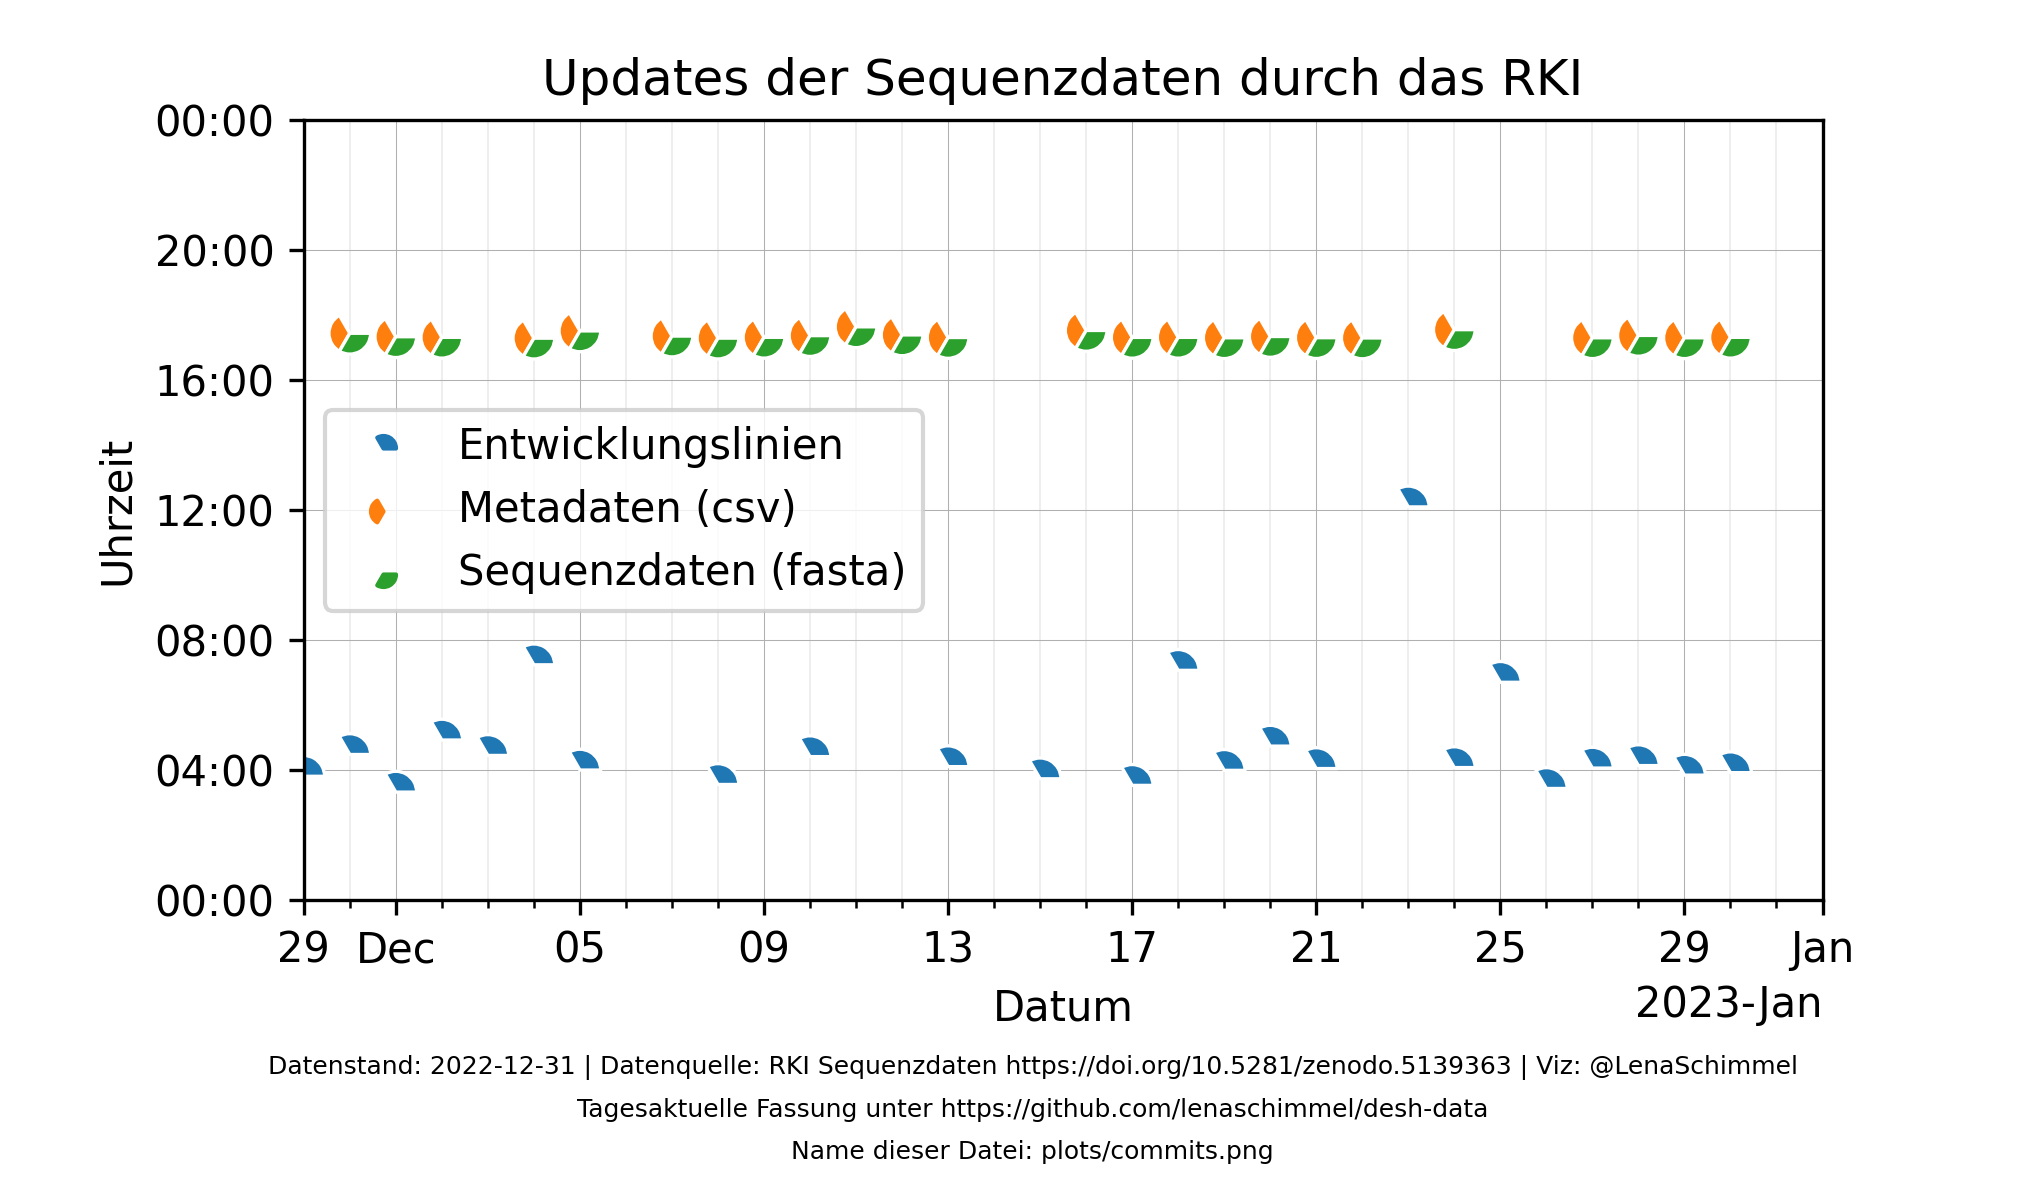 Updates der Sequenzdaten durch das RKI
00:00
20:00
16:00
12:00
08:00
04:00
00:00
Uhrzeit
Entwicklungslinien
Metadaten (csv)
Sequenzdaten (fasta)
29 Dec 05 09 13 17 21 25 29 Jan
Datum
2023-Jan
Datenstand: 2022-12-31 | Datenquelle: RKI Sequenzdaten https://doi.org/10.5281/zenodo.5139363 | Viz: @LenaSchimmel
Tagesaktuelle Fassung unter https://github.com/lenaschimmel/desh-data
Name dieser Datei: plots/commits.png